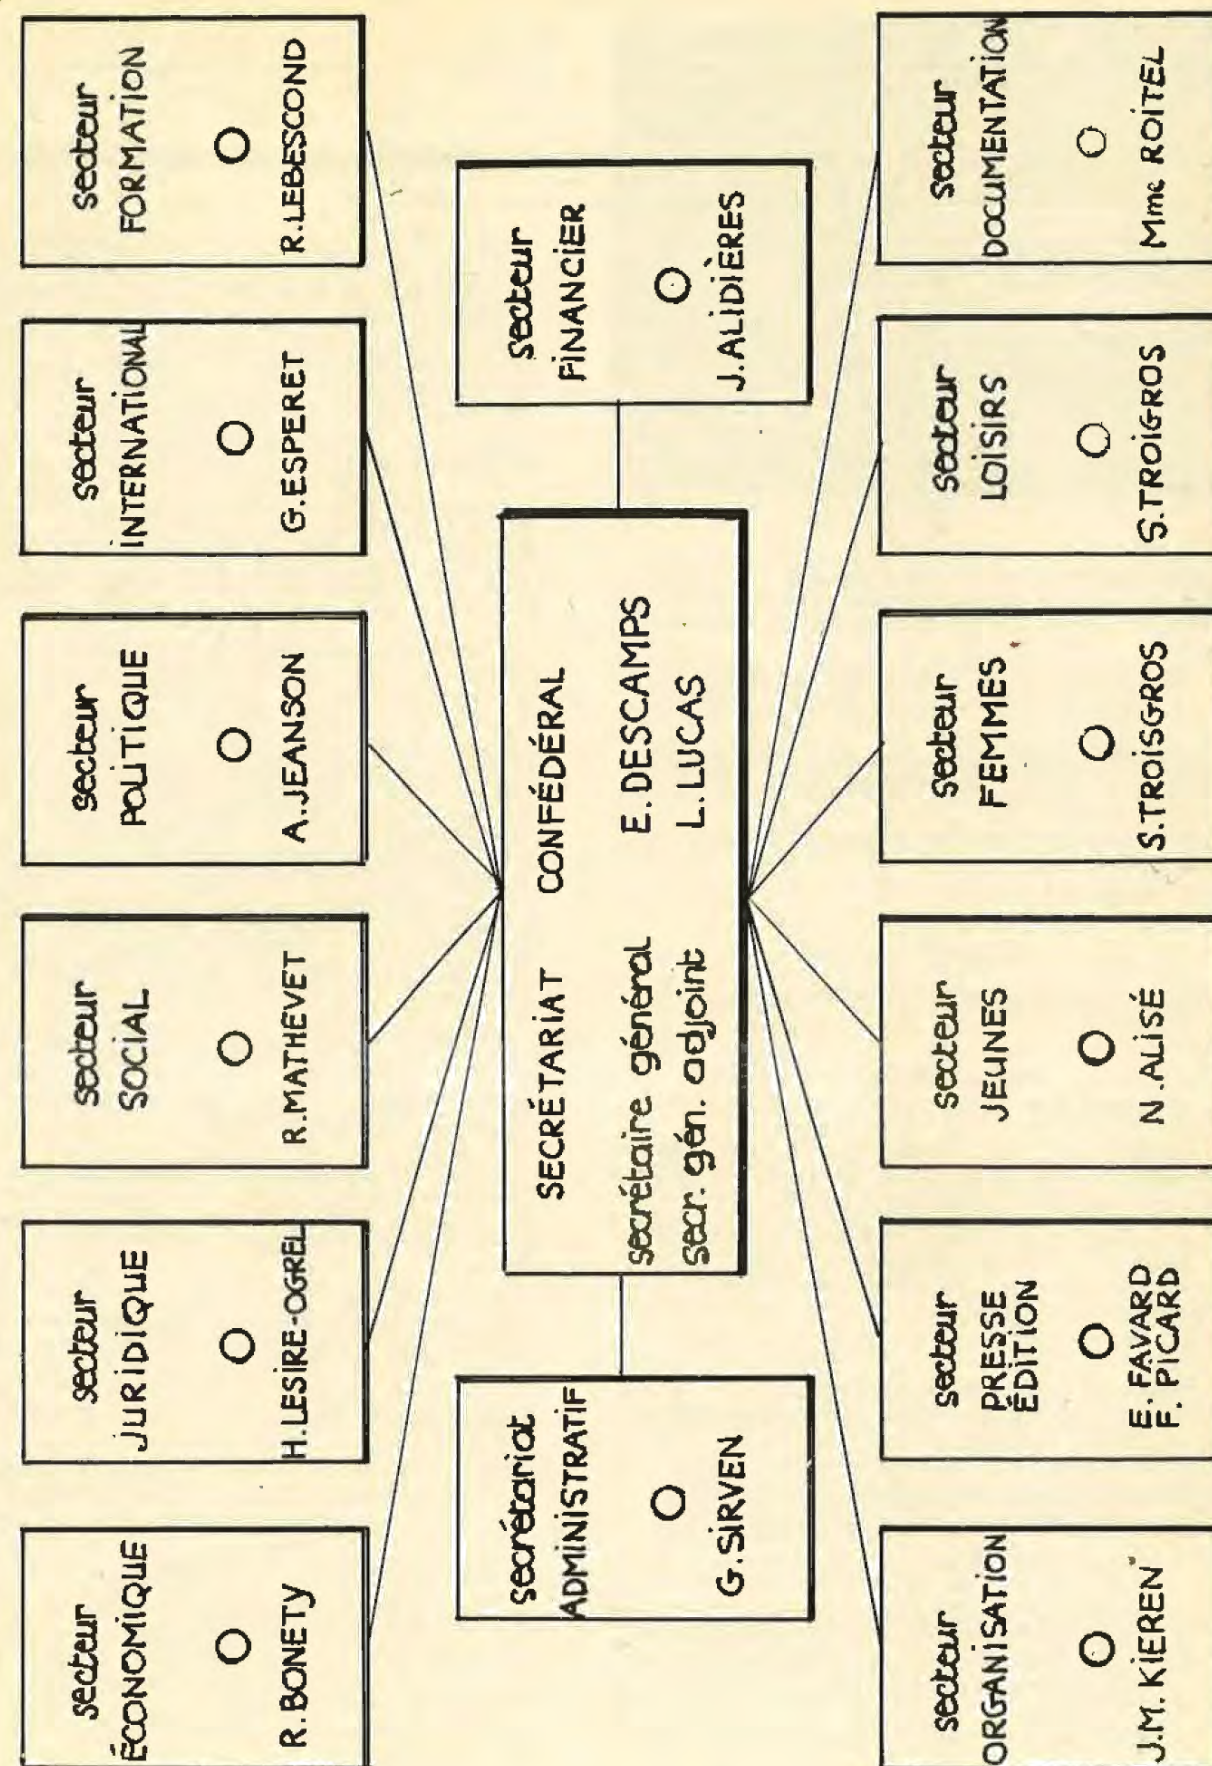 secteur
ÉCONOMIQUE
R. BONETY
secteur
JURIDIQUE
H. LESIRE-OGREL
secteur
SOCIAL
R. MATHEVET
secteur
POLITIQUE
A. JEANSON
secteur
INTERNATIONAL
G. ESPERET
secteur
FORMATION
R. LEBESCOND
secrétariat
ADMINISTRATIF
G. SIRVEN
SECRÉTARIAT CONFÉDÉRAL
secrétaire général E. DESCAMPS
secr. gén. adjoint L. LUCAS
secteur
FINANCIER
J. ALIDIÈRES
secteur
ORGANISATION
J.M. KIEREN
secteur
PRESSE
ÉDITION
E. FAVARD
F. PICARD
secteur
JEUNES
N. ALISÉ
secteur
FEMMES
S. TROISGROS
secteur
LOISIRS
S. TROIGROS
secteur
DOCUMENTATION
Mme ROITEL